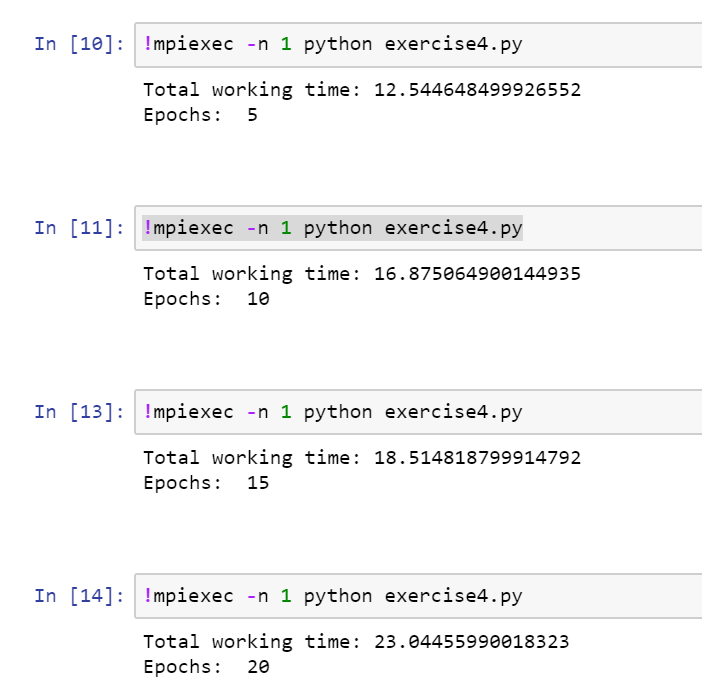 In [10]: !mpiexec -n 1 python exercise4.py
Total working time: 12.544648499926552
Epochs:  5
In [11]: !mpiexec -n 1 python exercise4.py
Total working time: 16.875064900144935
Epochs:  10
In [13]: !mpiexec -n 1 python exercise4.py
Total working time: 18.514818799914792
Epochs:  15
In [14]: !mpiexec -n 1 python exercise4.py
Total working time: 23.04455990018323
Epochs:  20